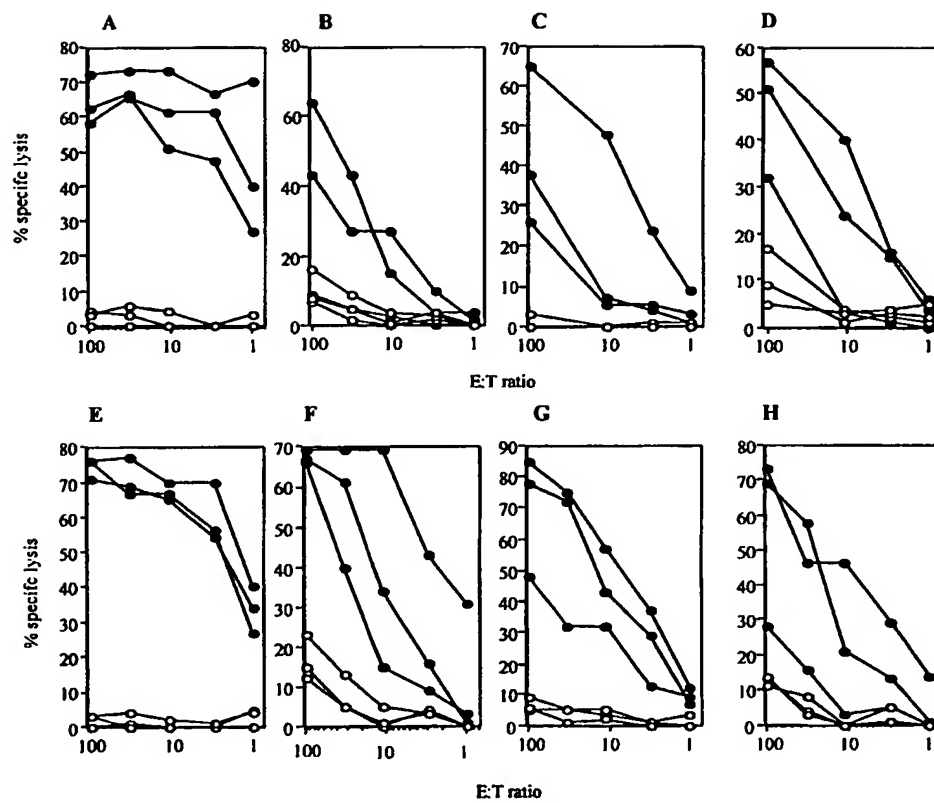 A B C D
80 80 70 60
70 60
60 60 50
50 50 40
40 40 40 30
30 30
20 20 20 20
10 10 10
0 0 0 0
100 10 1 100 10 1 100 10 1 100 10 1
% specifc lysis
E:T ratio
E F G H
80 70 90 80
70 60 80 70
60 50 70 60
50 60 50
40 40 50 40
30 30 40 30
20 20 30 20
10 10 20 10
0 0 10 0
0
100 10 1 100 10 1 100 10 1 100 10 1
% specifc lysis
E:T ratio